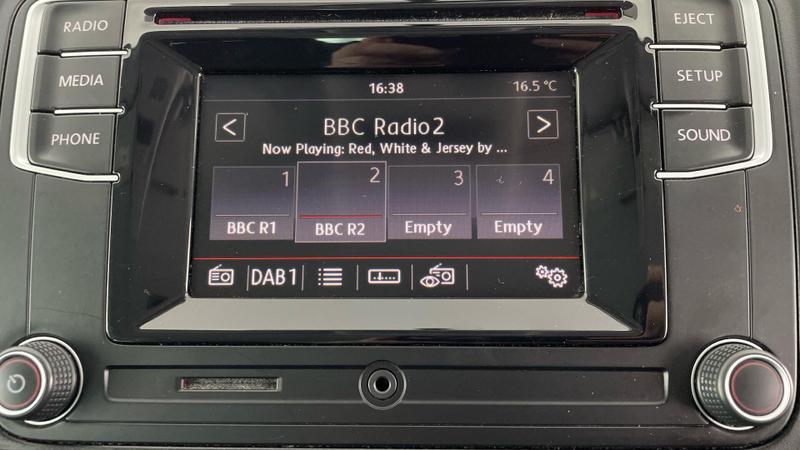 RADIO
MEDIA
PHONE
EJECT
SETUP
SOUND
16:38 16.5 °C
< BBC Radio2 >
Now Playing: Red, White & Jersey by ...
1 2 3 4
BBC R1 BBC R2 Empty Empty
DAB1